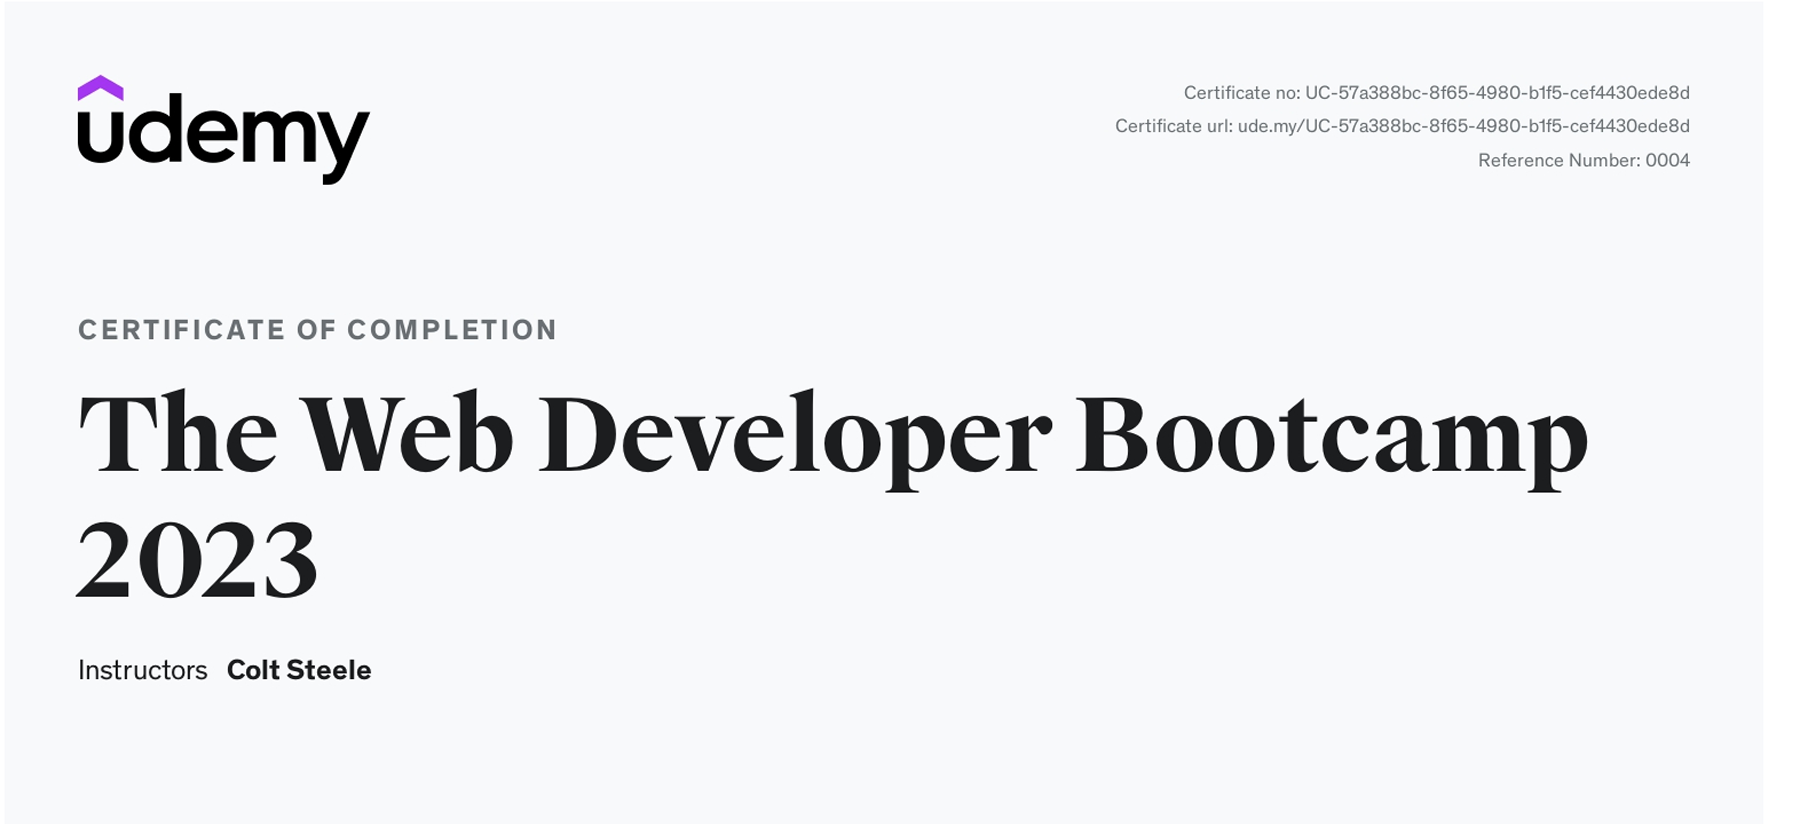 udemy
Certificate no: UC-57a388bc-8f65-4980-b1f5-cef4430ede8d
Certificate url: ude.my/UC-57a388bc-8f65-4980-b1f5-cef4430ede8d
Reference Number: 0004
CERTIFICATE OF COMPLETION
The Web Developer Bootcamp
2023
Instructors Colt Steele